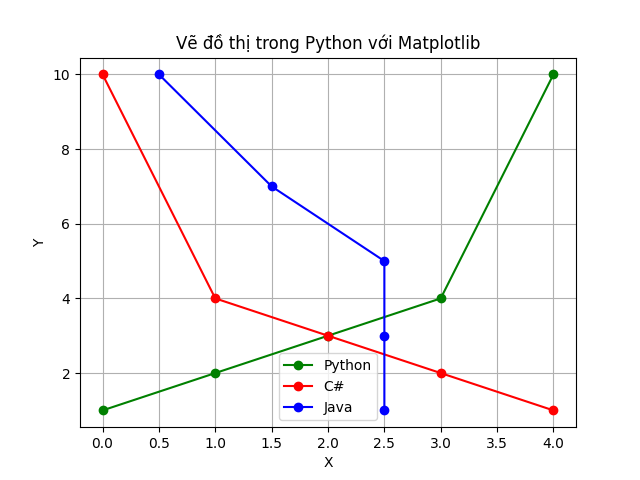 Vẽ đồ thị trong Python với Matplotlib
Y
10
8
6
4
2
Python
C#
Java
0.0 0.5 1.0 1.5 2.0 2.5 3.0 3.5 4.0
X